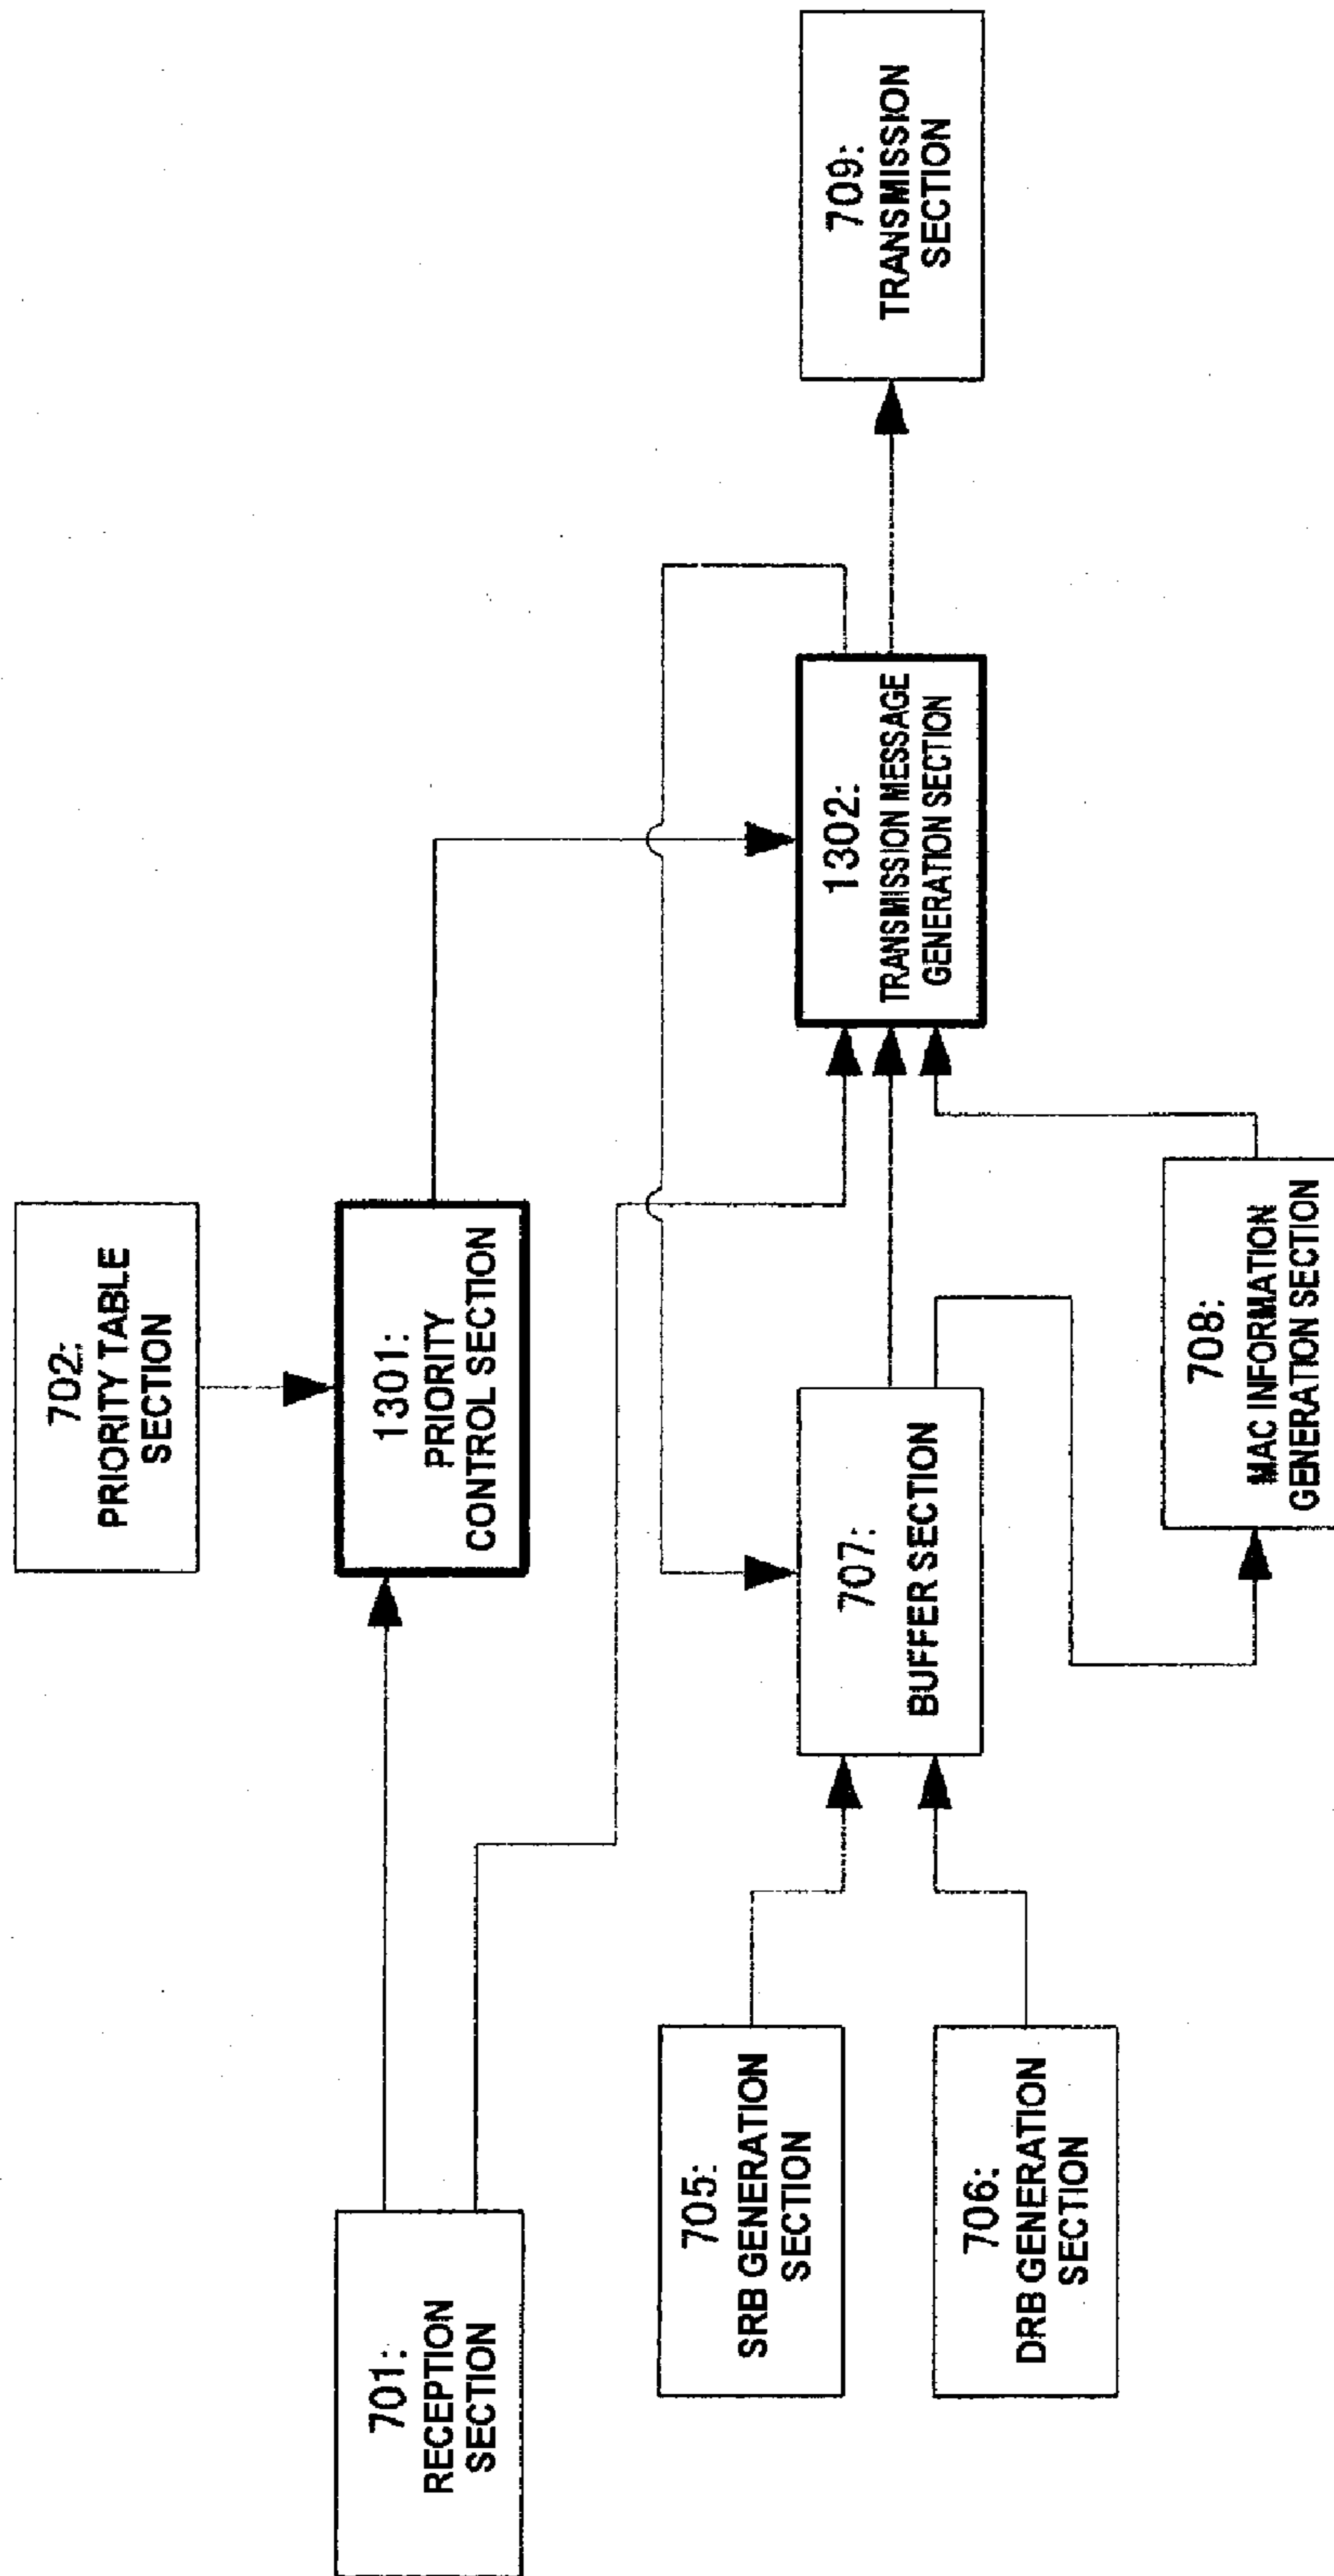 702:
PRIORITY TABLE
SECTION
701:
RECEPTION
SECTION
1301:
PRIORITY
CONTROL SECTION
705:
SRB GENERATION
SECTION
706:
DRB GENERATION
SECTION
707:
BUFFER SECTION
708:
MAC INFORMATION
GENERATION SECTION
1302:
TRANSMISSION MESSAGE
GENERATION SECTION
709:
TRANSMISSION
SECTION